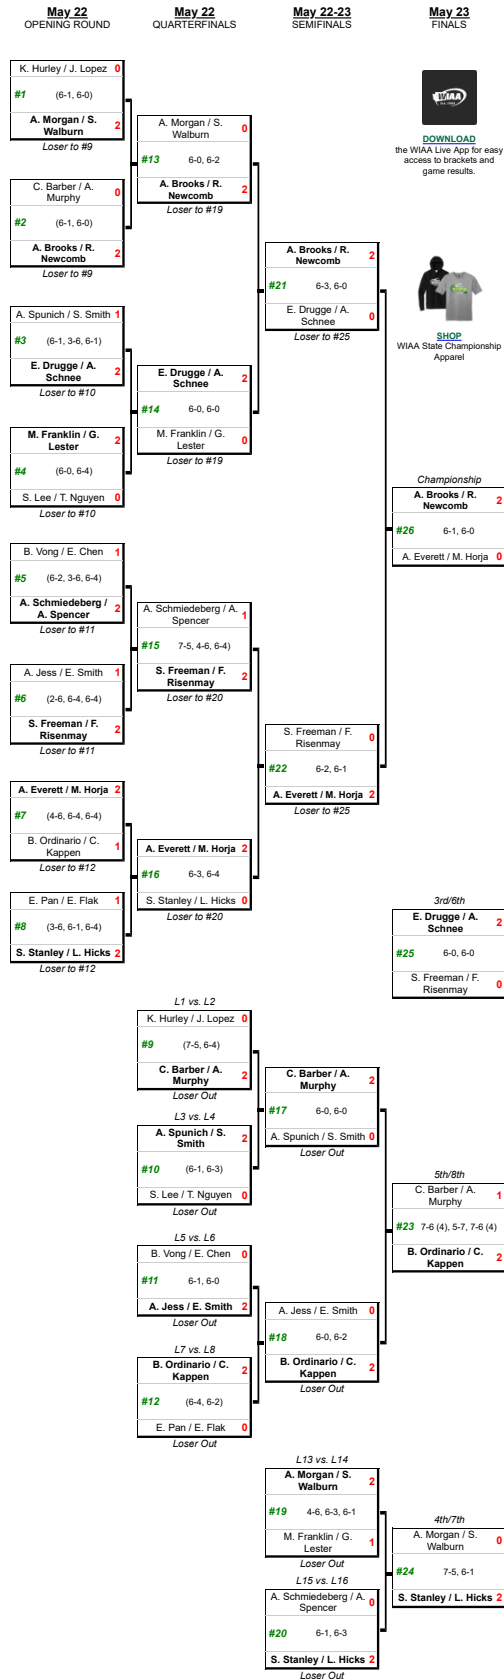 May 22
OPENING ROUND
May 22
QUARTERFINALS
May 22-23
SEMIFINALS
May 23
FINALS
K. Hurley / J. Lopez 0
#1 (6-1, 6-0)
A. Morgan / S.
Walburn 2
Loser to #9
C. Barber / A.
Murphy 0
#2 (6-1, 6-0)
A. Brooks / R.
Newcomb 2
Loser to #9
A. Spunich / S. Smith 1
#3 (6-1, 3-6, 6-1)
E. Drugge / A.
Schnee 2
Loser to #10
M. Franklin / G.
Lester 2
#4 (6-0, 6-4)
S. Lee / T. Nguyen 0
Loser to #10
B. Vong / E. Chen 1
#5 (6-2, 3-6, 6-4)
A. Schmiedeberg /
A. Spencer 2
Loser to #11
A. Jess / E. Smith 1
#6 (2-6, 6-4, 6-4)
S. Freeman / F.
Risenmay 2
Loser to #11
A. Everett / M. Horja 2
#7 (4-6, 6-4, 6-4)
B. Ordinario / C.
Kappen 1
Loser to #12
E. Pan / E. Flak 1
#8 (3-6, 6-1, 6-4)
S. Stanley / L. Hicks 2
Loser to #12
A. Morgan / S.
Walburn 0
#13 6-0, 6-2
A. Brooks / R.
Newcomb 2
Loser to #19
E. Drugge / A.
Schnee 2
#14 6-0, 6-0
M. Franklin / G.
Lester 0
Loser to #19
A. Schmiedeberg / A.
Spencer 1
#15 7-5, 4-6, 6-4)
S. Freeman / F.
Risenmay 2
Loser to #20
A. Everett / M. Horja 2
#16 6-3, 6-4
S. Stanley / L. Hicks 0
Loser to #20
A. Brooks / R.
Newcomb 2
#21 6-3, 6-0
E. Drugge / A.
Schnee 0
Loser to #25
S. Freeman / F.
Risenmay 0
#22 6-2, 6-1
A. Everett / M. Horja 2
Loser to #25
WIAA
DOWNLOAD
the WIAA Live App for easy
access to brackets and
game results.
SHOP
WIAA State Championship
Apparel
Championship
A. Brooks / R.
Newcomb 2
#26 6-1, 6-0
A. Everett / M. Horja 0
3rd/6th
E. Drugge / A.
Schnee 2
#25 6-0, 6-0
S. Freeman / F.
Risenmay 0
L1 vs. L2
K. Hurley / J. Lopez 0
#9 (7-5, 6-4)
C. Barber / A.
Murphy 2
Loser Out
L3 vs. L4
A. Spunich / S.
Smith 2
#10 (6-1, 6-3)
S. Lee / T. Nguyen 0
Loser Out
L5 vs. L6
B. Vong / E. Chen 0
#11 6-1, 6-0
A. Jess / E. Smith 2
Loser Out
L7 vs. L8
B. Ordinario / C.
Kappen 2
#12 (6-4, 6-2)
E. Pan / E. Flak 0
Loser Out
C. Barber / A.
Murphy 2
#17 6-0, 6-0
A. Spunich / S. Smith 0
Loser Out
A. Jess / E. Smith 0
#18 6-0, 6-2
B. Ordinario / C.
Kappen 2
Loser Out
5th/8th
C. Barber / A.
Murphy 1
#23 7-6 (4), 5-7, 7-6 (4)
B. Ordinario / C.
Kappen 2
L13 vs. L14
A. Morgan / S.
Walburn 2
#19 4-6, 6-3, 6-1
M. Franklin / G.
Lester 1
Loser Out
L15 vs. L16
A. Schmiedeberg / A.
Spencer 0
#20 6-1, 6-3
S. Stanley / L. Hicks 2
Loser Out
4th/7th
A. Morgan / S.
Walburn 0
#24 7-5, 6-1
S. Stanley / L. Hicks 2